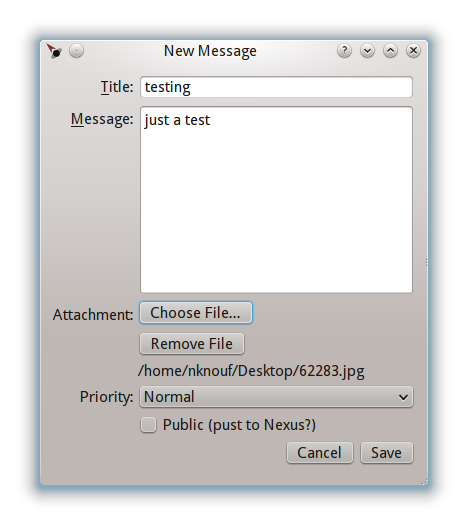 New Message
Title: testing
Message: just a test
Attachment: Choose File...
Remove File
/home/nknouf/Desktop/62283.jpg
Priority: Normal
Public (pust to Nexus?)
Cancel Save